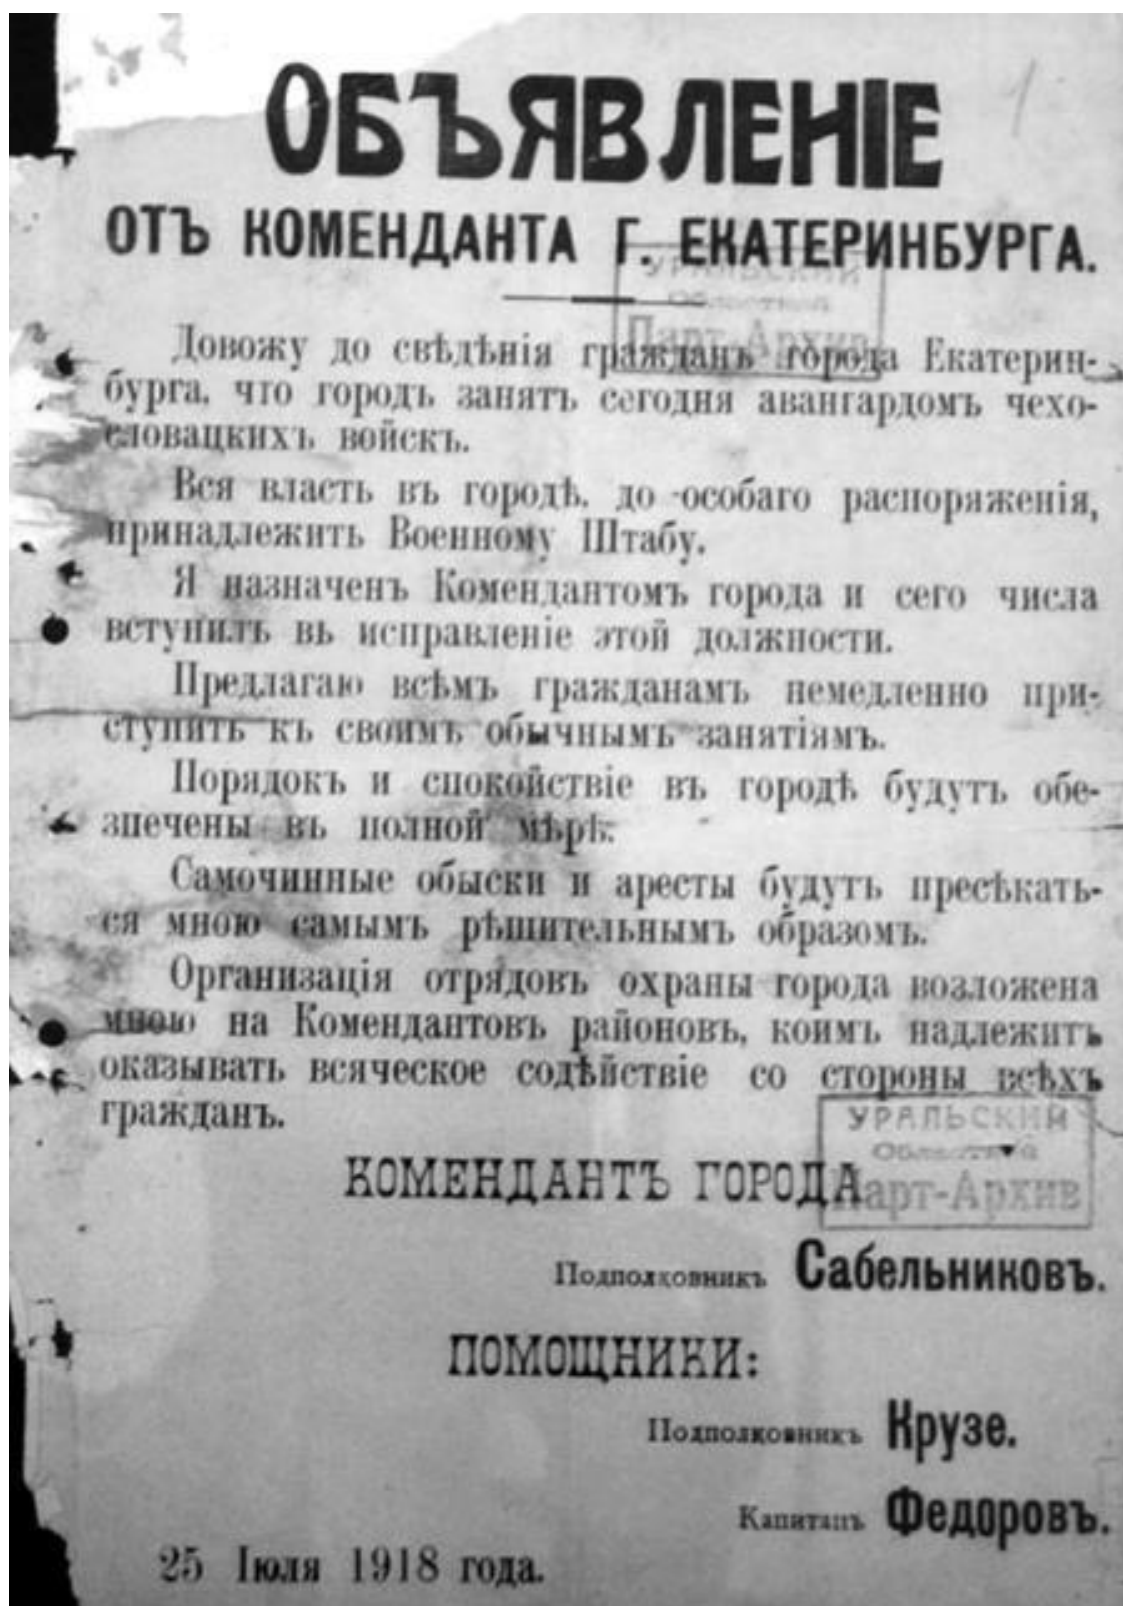 ОБЪЯВЛЕНІЕ
ОТЪ КОМЕНДАНТА Г. ЕКАТЕРИНБУРГА.
УРАЛЬСКИЙ
Областной
Парт-Архив
Довожу до свѣдѣнія гражданъ города Екатерин-
бурга, что городъ занятъ сегодня авангардомъ чехо-
словацкихъ войскъ.
Вся власть въ городѣ, до особаго распоряженія,
принадлежитъ Военному Штабу.
Я назначенъ Комендантомъ города и сего числа
вступилъ въ исправленіе этой должности.
Предлагаю всѣмъ гражданамъ немедленно при-
ступить къ своимъ обычнымъ занятіямъ.
Порядокъ и спокойствіе въ городѣ будутъ обе-
зпечены въ полной мѣрѣ.
Самочинные обыски и аресты будутъ пресѣкать-
ся мною самымъ рѣшительнымъ образомъ.
Организація отрядовъ охраны города возложена
мною на Комендантовъ районовъ, коимъ надлежитъ
оказывать всяческое содѣйствіе со стороны всѣхъ
гражданъ.
УРАЛЬСКИЙ
Областной
Парт-Архив
КОМЕНДАНТЪ ГОРОДА
Подполковникъ Сабельниковъ.
ПОМОЩНИКИ:
Подполковникъ Крузе.
Капитанъ Федоровъ.
25 Іюля 1918 года.